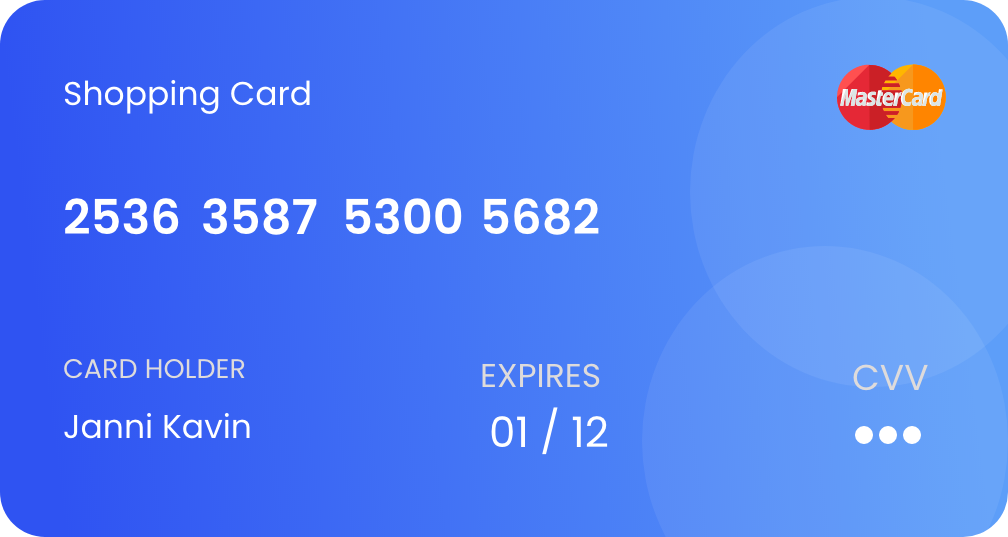 Shopping Card
MasterCard
2536 3587 5300 5682
CARD HOLDER
Janni Kavin
EXPIRES
01 / 12
CVV
●●●